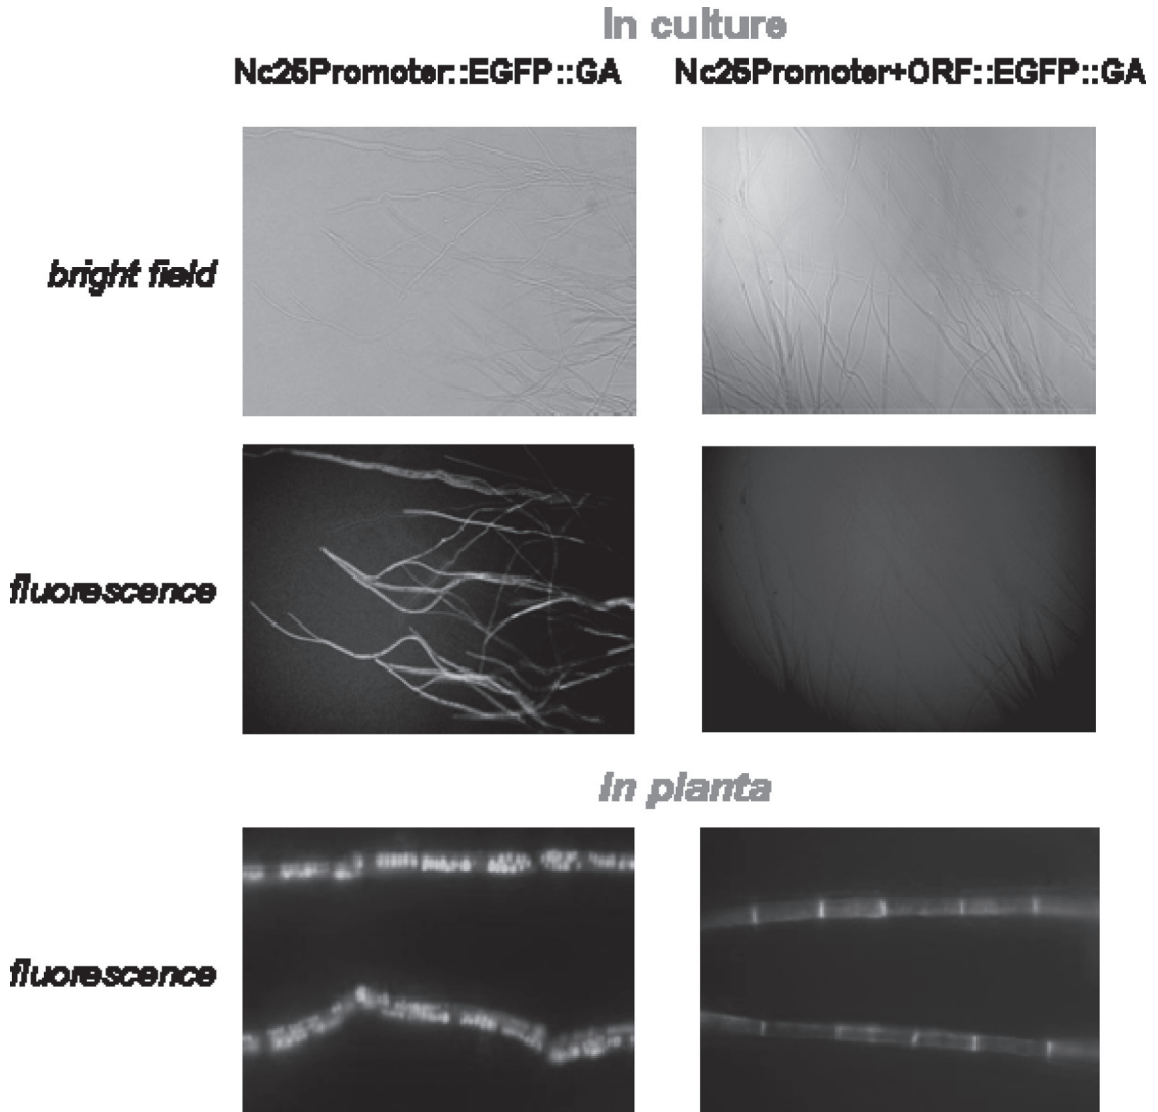 In culture
Nc25Promoter::EGFP::GA
Nc25Promoter+ORF::EGFP::GA
bright field
fluorescence
In planta
fluorescence